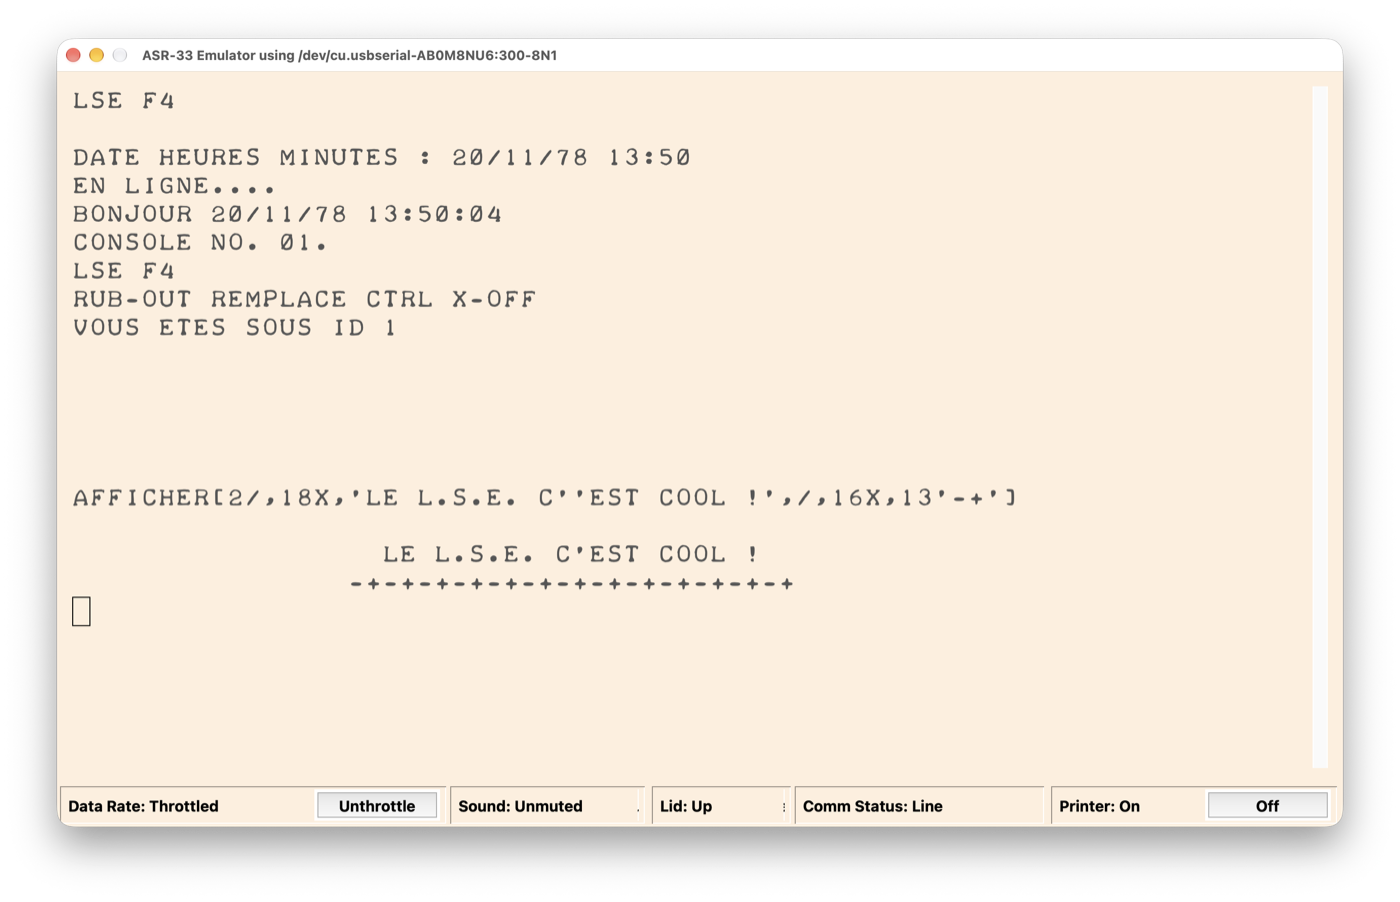 ASR-33 Emulator using /dev/cu.usbserial-AB0M8NU6:300-8N1
LSE F4
DATE HEURES MINUTES : 20/11/78 13:50
EN LIGNE....
BONJOUR 20/11/78 13:50:04
CONSOLE NO. 01.
LSE F4
RUB-OUT REMPLACE CTRL X-OFF
VOUS ETES SOUS ID 1
AFFICHER[2/,18X,'LE L.S.E. C''EST COOL !',/,16X,13'-+']
LE L.S.E. C'EST COOL !
-+-+-+-+-+-+-+-+-+-+-+-+-+
Data Rate: Throttled Unthrottle Sound: Unmuted Lid: Up Comm Status: Line Printer: On Off